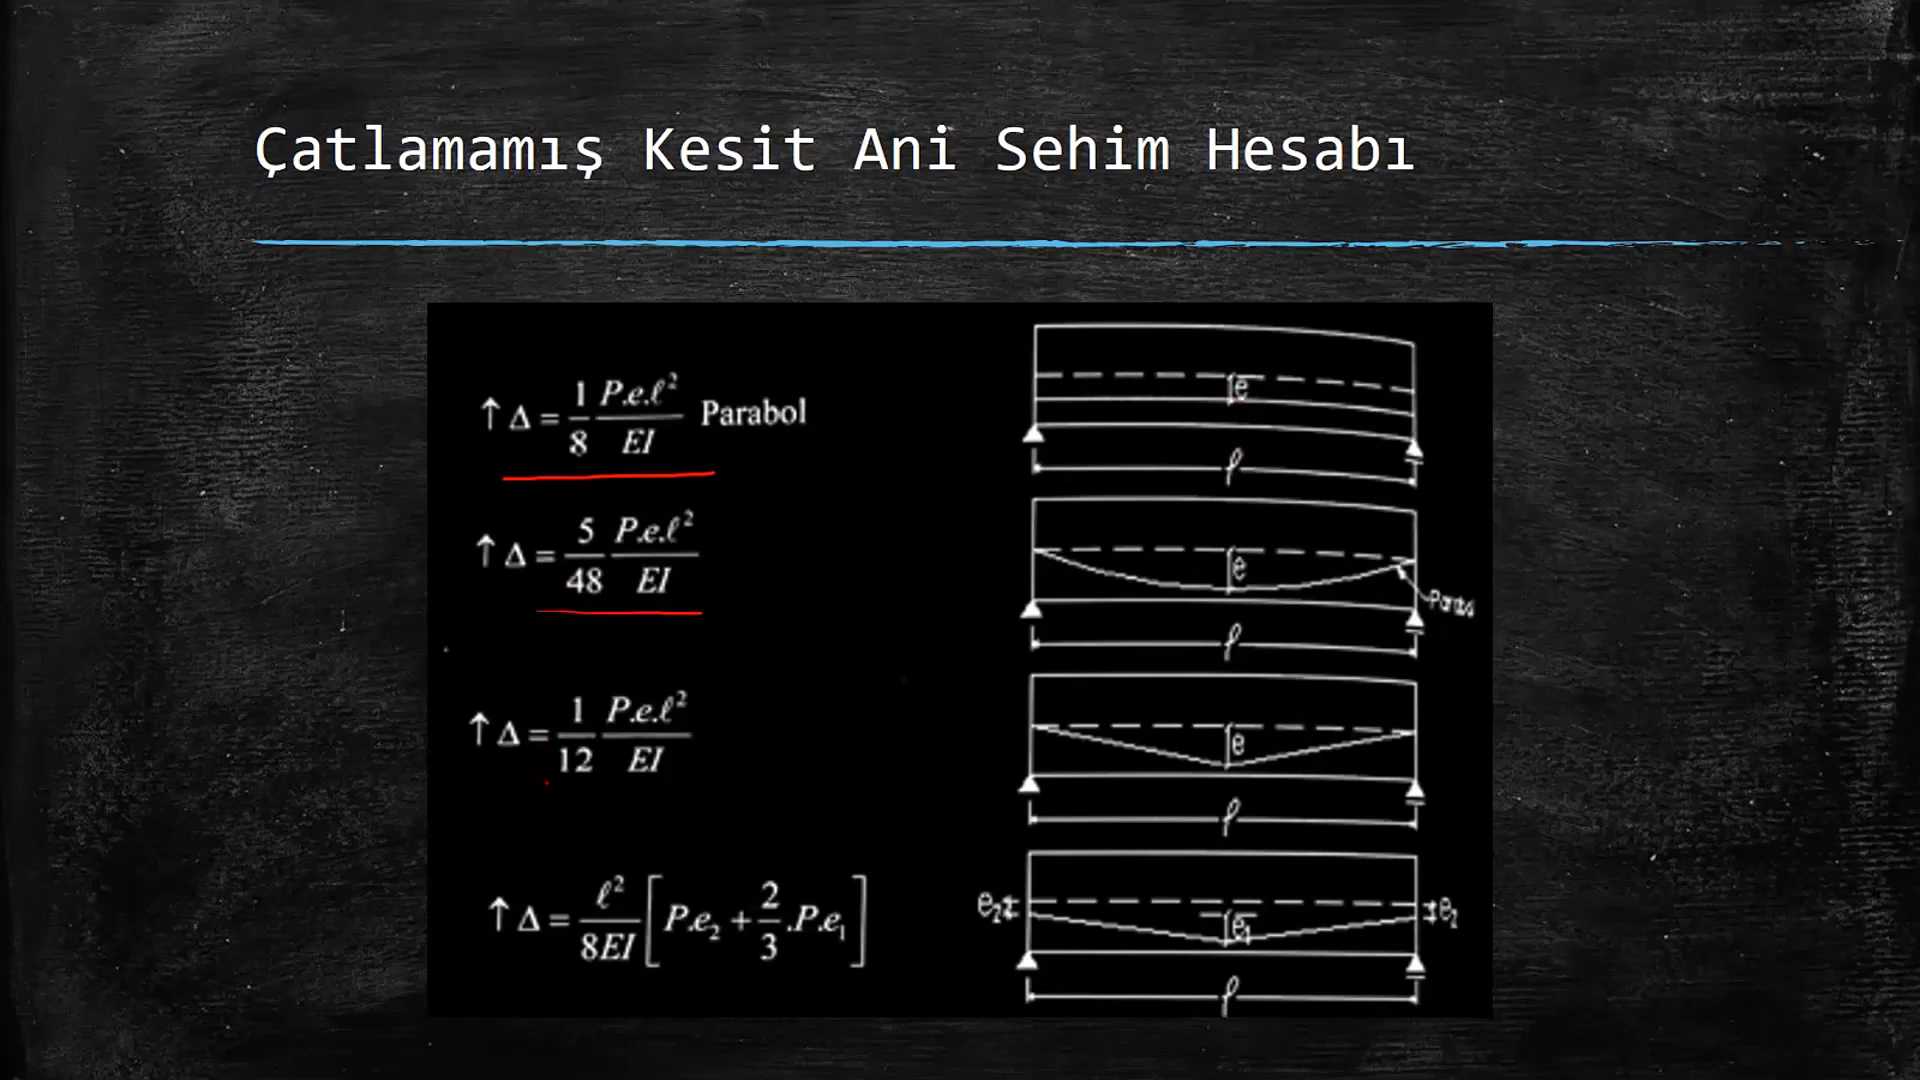 Çatlamamış Kesit Ani Sehim Hesabı
↑ Δ = 1/8 P.e.ℓ²/EI Parabol
e
ℓ
↑ Δ = 5/48 P.e.ℓ²/EI
e
Parabol
ℓ
↑ Δ = 1/12 P.e.ℓ²/EI
e
ℓ
↑ Δ = ℓ²/8EI [P.e₂ + 2/3 .P.e₁]
e₂
e₁
e₂
ℓ